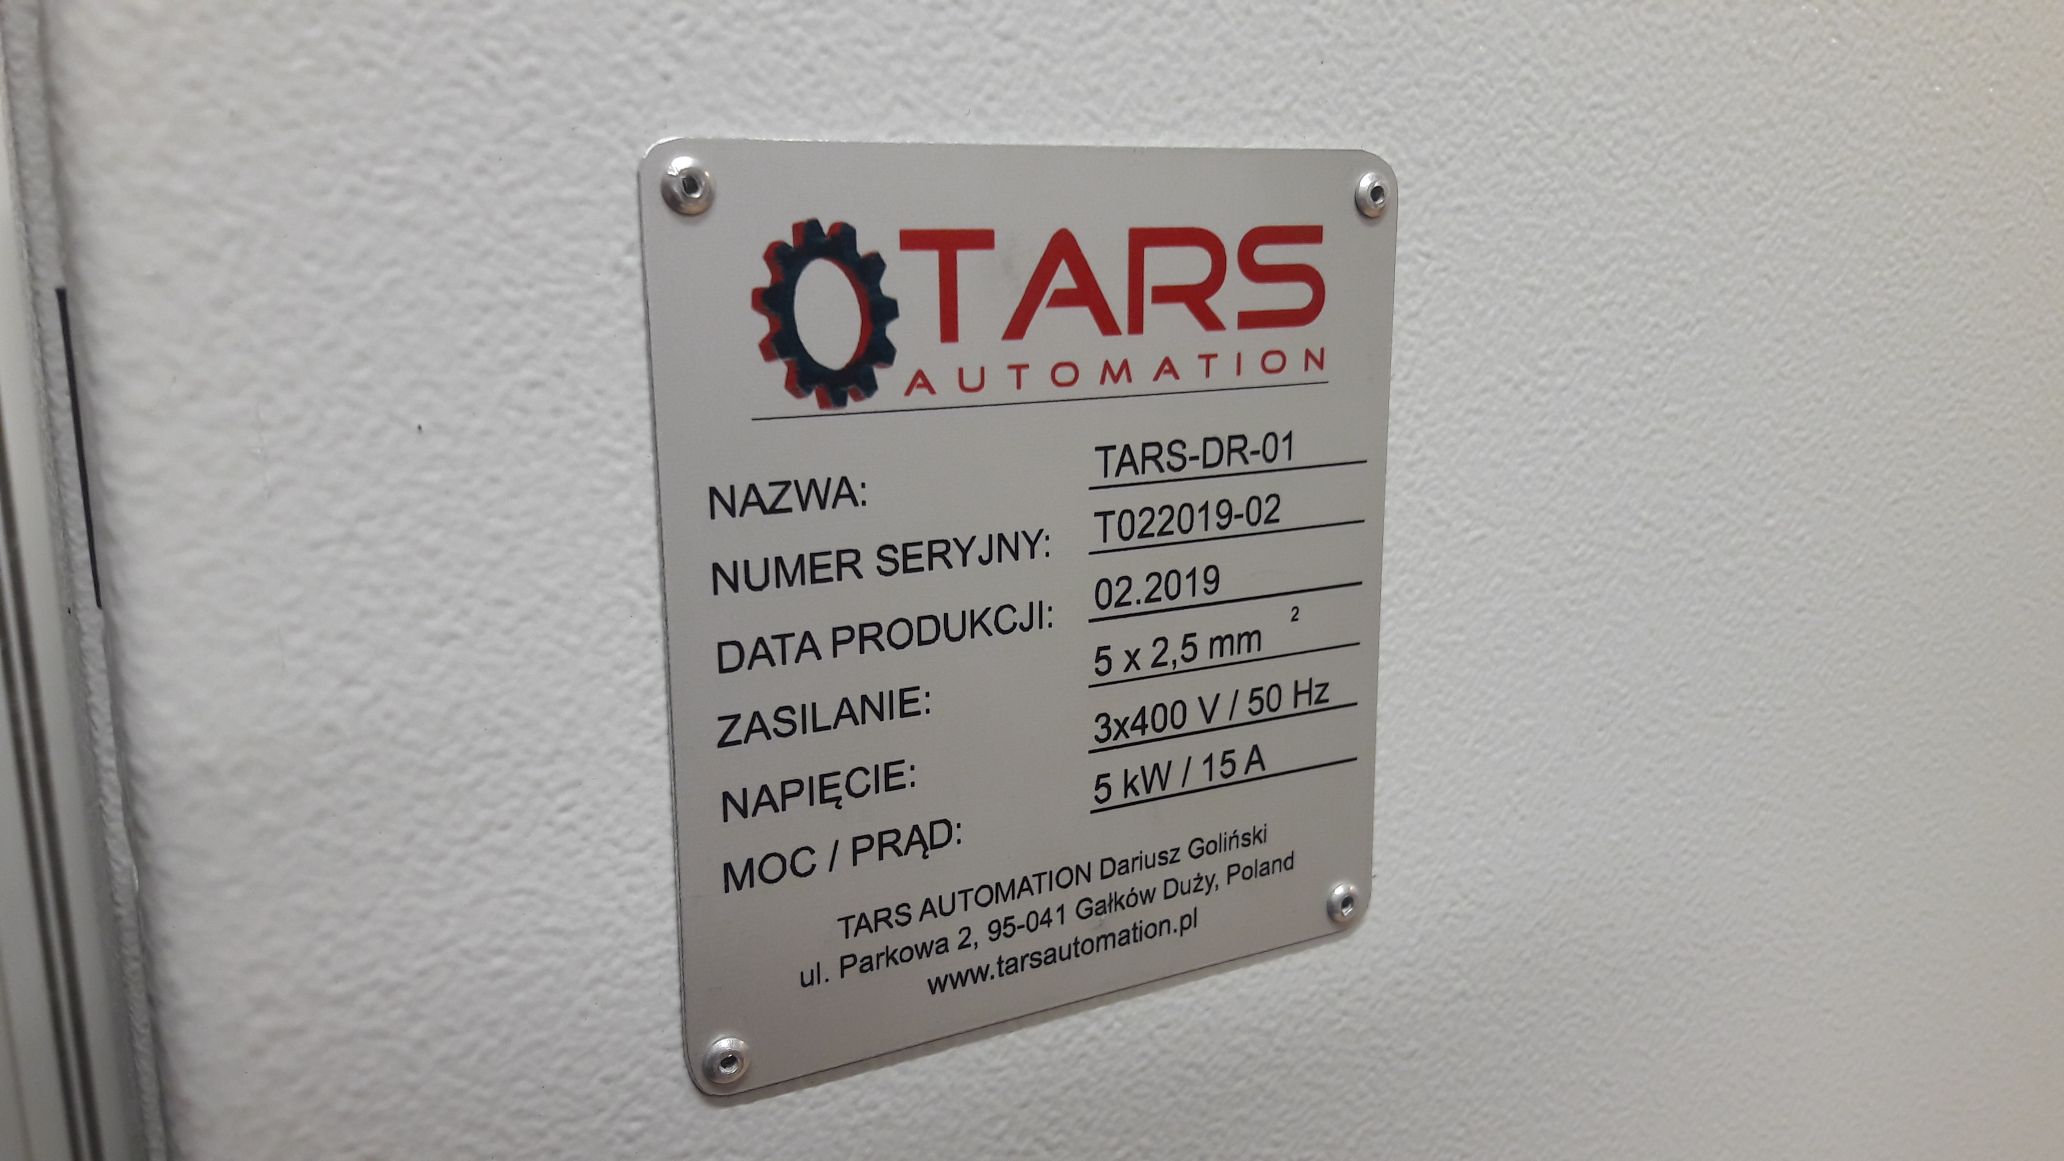 TARS
AUTOMATION
NAZWA: TARS-DR-01
NUMER SERYJNY: T022019-02
DATA PRODUKCJI: 02.2019
ZASILANIE: 5 x 2,5 mm ²
NAPIĘCIE: 3x400 V / 50 Hz
MOC / PRĄD: 5 kW / 15 A
TARS AUTOMATION Dariusz Goliński
ul. Parkowa 2, 95-041 Gałków Duży, Poland
www.tarsautomation.pl